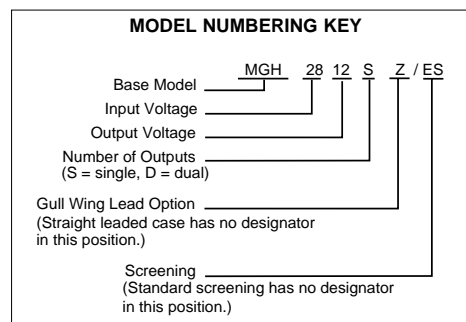 MODEL NUMBERING KEY
MGH 28 12 S Z / ES
Base Model
Input Voltage
Output Voltage
Number of Outputs
(S = single, D = dual)
Gull Wing Lead Option
(Straight leaded case has no designator
in this position.)
Screening
(Standard screening has no designator
in this position.)